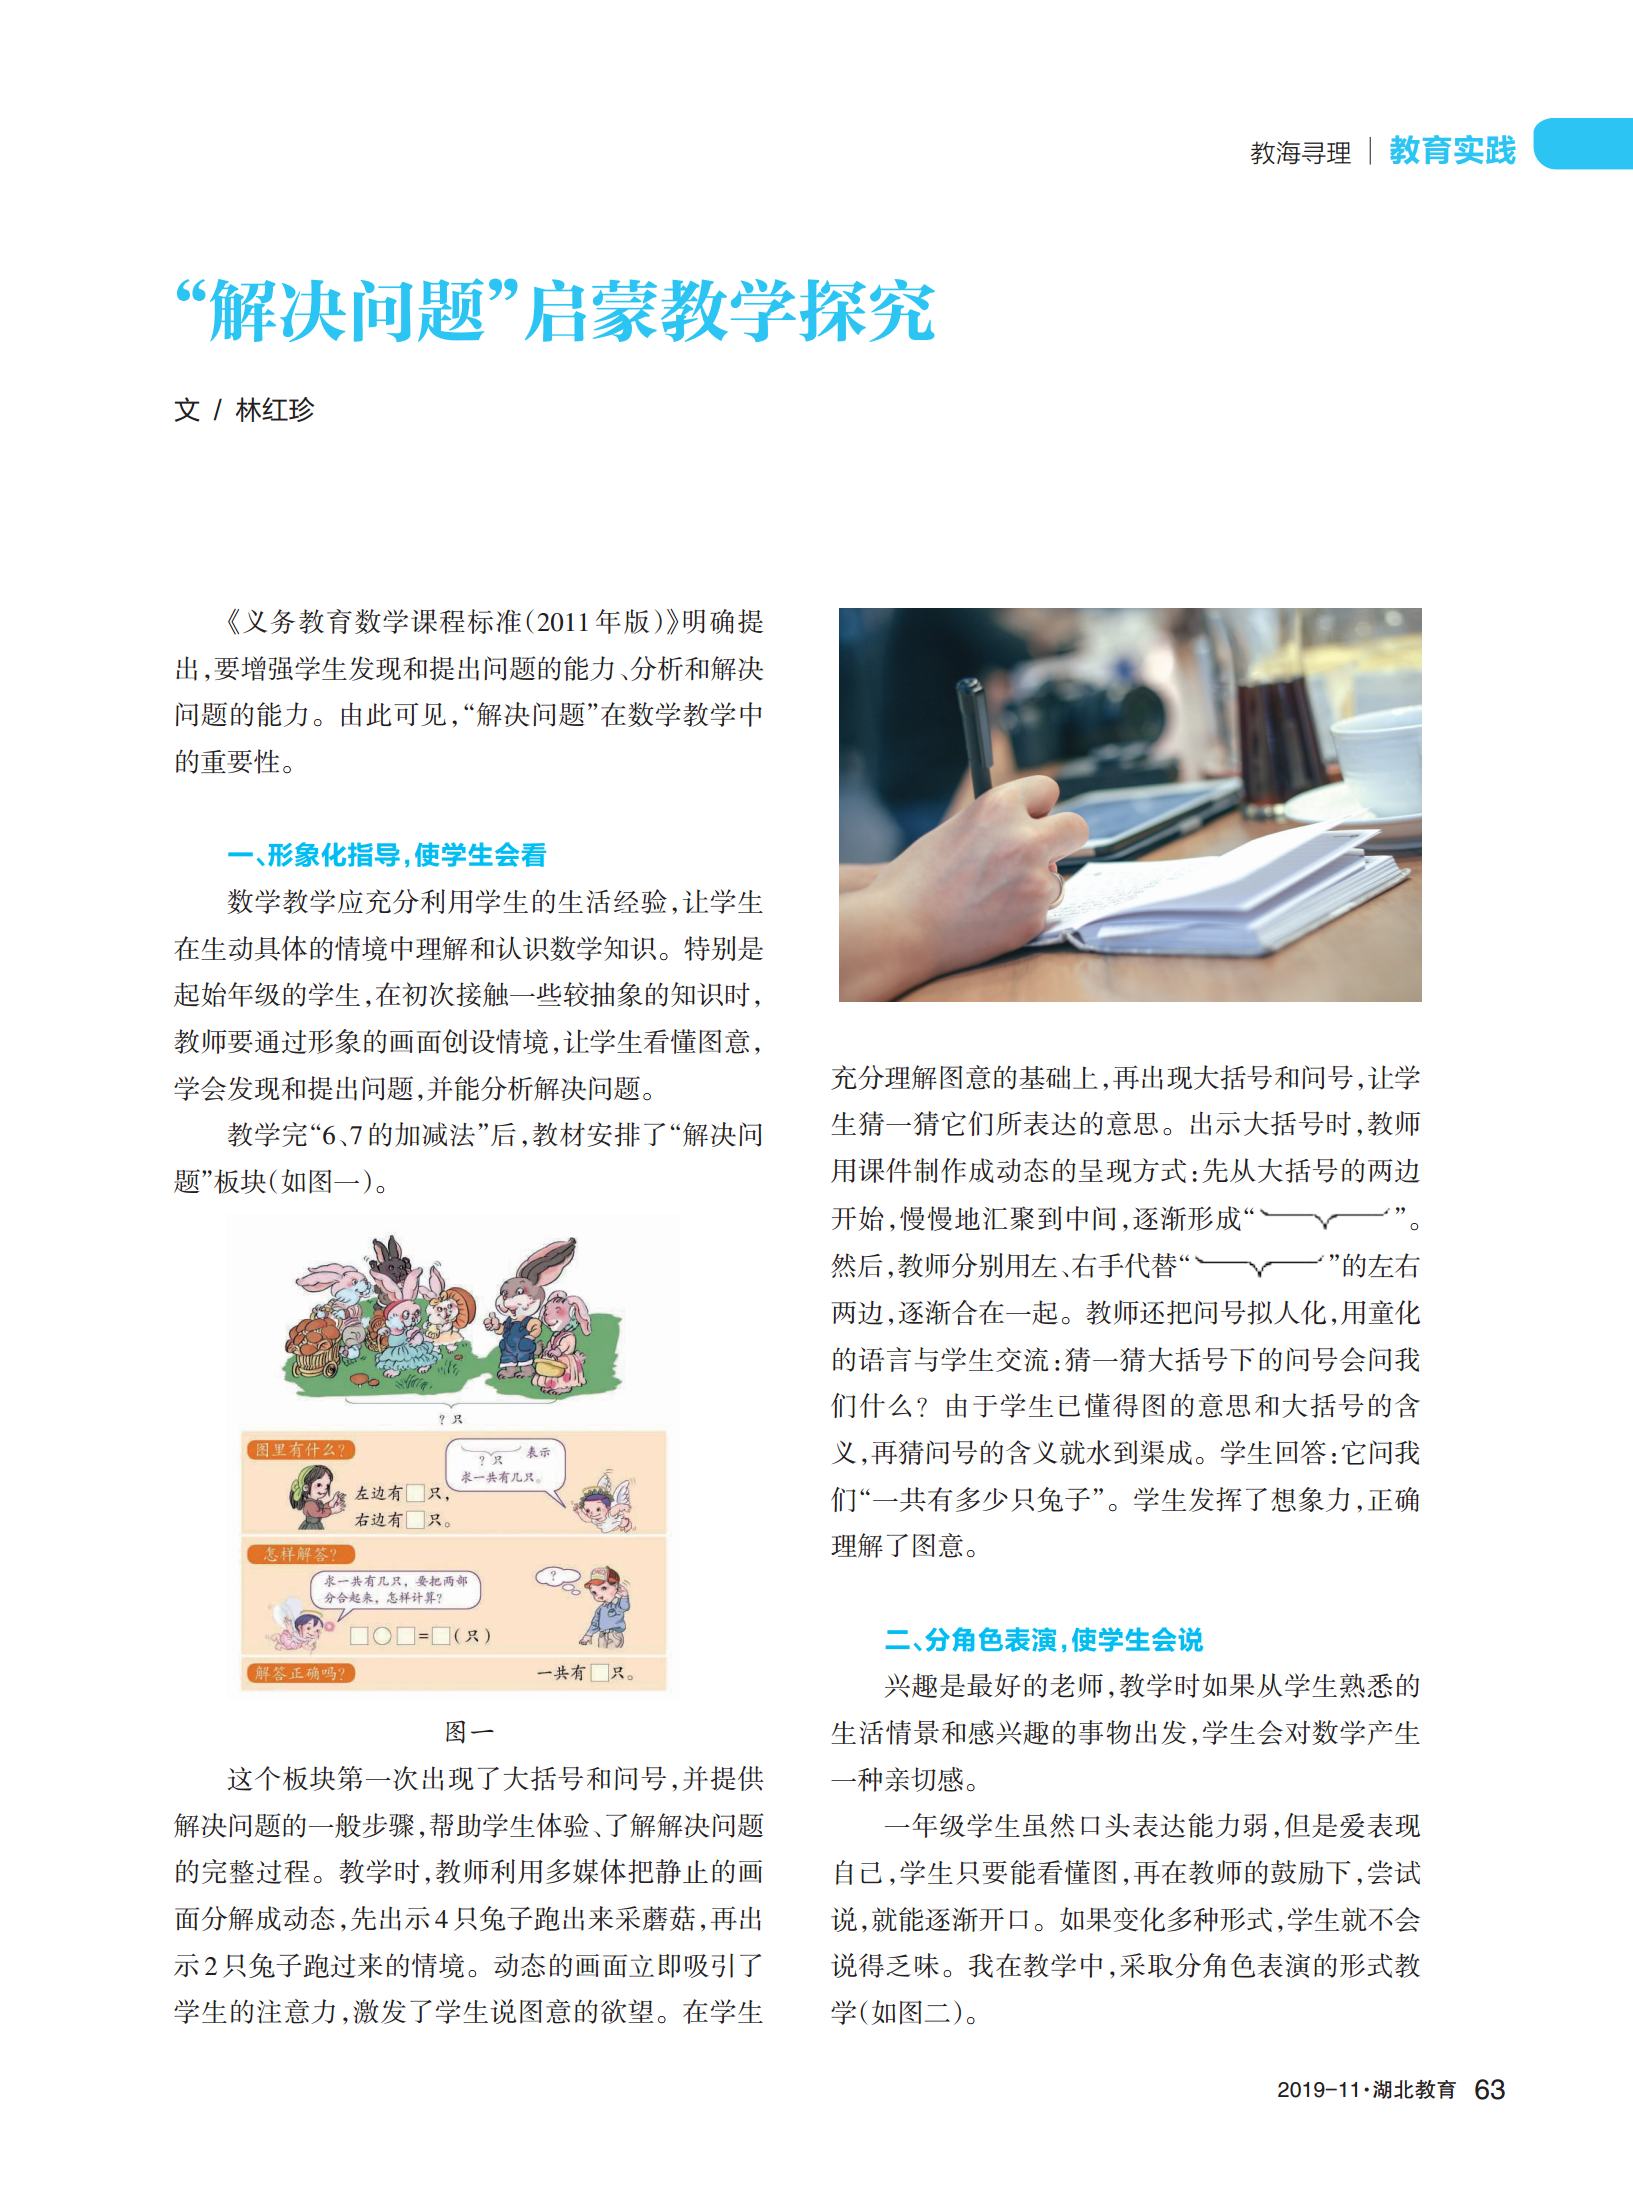 教海寻理 | 教育实践
“解决问题”启蒙教学探究
文 / 林红珍
《义务教育数学课程标准（2011年版）》明确提
出，要增强学生发现和提出问题的能力、分析和解决
问题的能力。由此可见，“解决问题”在数学教学中
的重要性。
一、形象化指导，使学生会看
数学教学应充分利用学生的生活经验，让学生
在生动具体的情境中理解和认识数学知识。特别是
起始年级的学生，在初次接触一些较抽象的知识时，
教师要通过形象的画面创设情境，让学生看懂图意，
学会发现和提出问题，并能分析解决问题。
教学完“6、7的加减法”后，教材安排了“解决问
题”板块（如图一）。
？只
图里有什么？
左边有□只，
右边有□只。
？只 表示
求一共有几只。
怎样解答？
求一共有几只，要把两部
分合起来，怎样计算？
?
□○□=□（只）
解答正确吗？
一共有□只。
图一
这个板块第一次出现了大括号和问号，并提供
解决问题的一般步骤，帮助学生体验、了解解决问题
的完整过程。教学时，教师利用多媒体把静止的画
面分解成动态，先出示4只兔子跑出来采蘑菇，再出
示2只兔子跑过来的情境。动态的画面立即吸引了
学生的注意力，激发了学生说图意的欲望。在学生
充分理解图意的基础上，再出现大括号和问号，让学
生猜一猜它们所表达的意思。出示大括号时，教师
用课件制作成动态的呈现方式：先从大括号的两边
开始，慢慢地汇聚到中间，逐渐形成“﹀”。
然后，教师分别用左、右手代替“﹀”的左右
两边，逐渐合在一起。教师还把问号拟人化，用童化
的语言与学生交流：猜一猜大括号下的问号会问我
们什么？由于学生已懂得图的意思和大括号的含
义，再猜问号的含义就水到渠成。学生回答：它问我
们“一共有多少只兔子”。学生发挥了想象力，正确
理解了图意。
二、分角色表演，使学生会说
兴趣是最好的老师，教学时如果从学生熟悉的
生活情景和感兴趣的事物出发，学生会对数学产生
一种亲切感。
一年级学生虽然口头表达能力弱，但是爱表现
自己，学生只要能看懂图，再在教师的鼓励下，尝试
说，就能逐渐开口。如果变化多种形式，学生就不会
说得乏味。我在教学中，采取分角色表演的形式教
学（如图二）。
2019-11·湖北教育 63